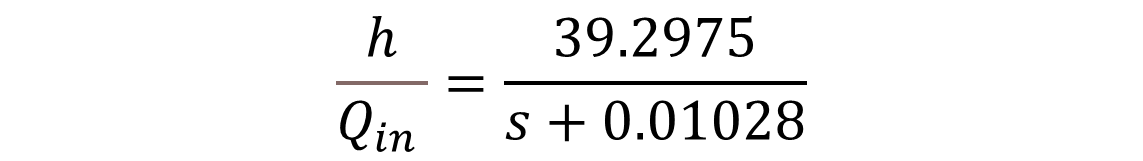 h/Q_in = 39.2975/(s + 0.01028)